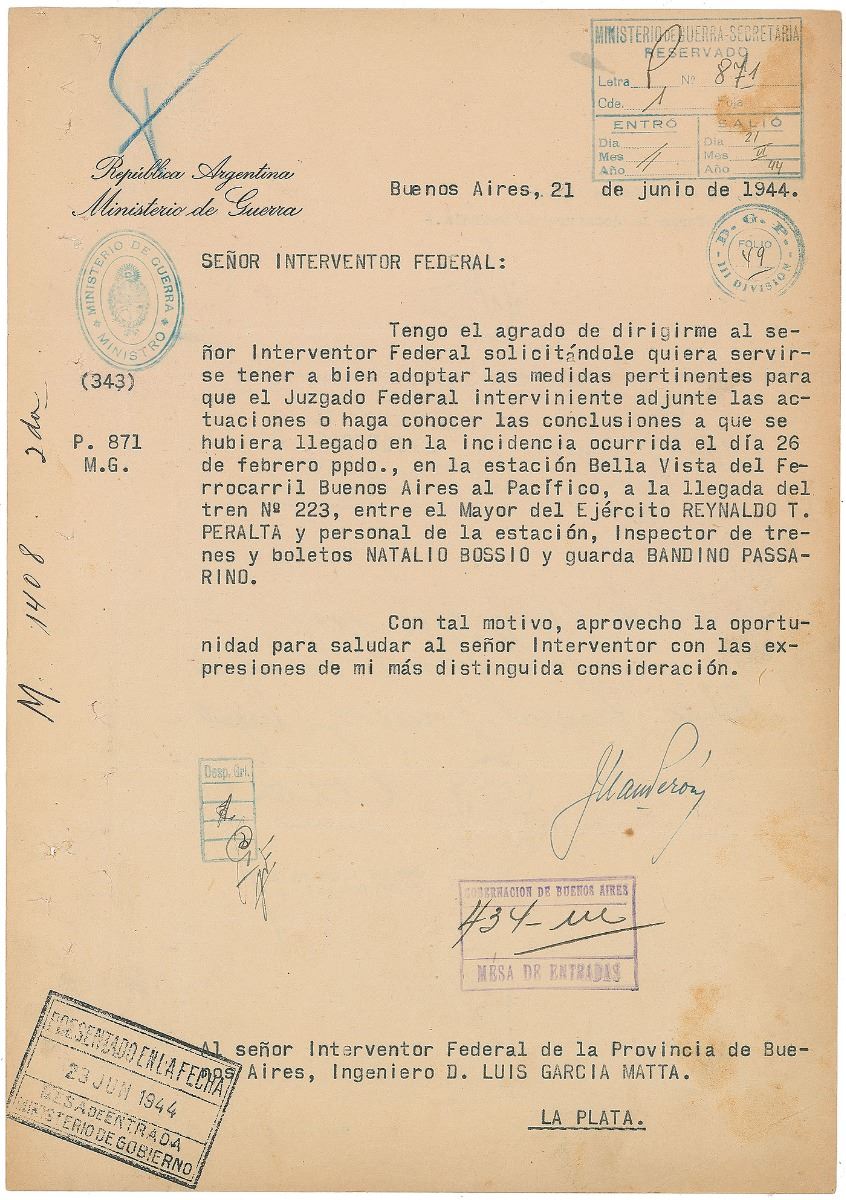 MINISTERIO DE GUERRA-SECRETARIA
RESERVADO
Letra P Nº 871
Cde. 1 Foja
ENTRÓ SALIÓ
Dia Dia 21
Mes Mes VI
Año Año 44
República Argentina
Ministerio de Guerra
Buenos Aires, 21 de junio de 1944.
D. G. P.
FOLIO
49
III DIVISION
MINISTERIO DE GUERRA
MINISTRO
(343)
P. 871
M.G.
M. 1408. 2da
SEÑOR INTERVENTOR FEDERAL:
Tengo el agrado de dirigirme al se-
ñor Interventor Federal solicitándole quiera servir-
se tener a bien adoptar las medidas pertinentes para
que el Juzgado Federal interviniente adjunte las ac-
tuaciones o haga conocer las conclusiones a que se
hubiera llegado en la incidencia ocurrida el día 26
de febrero ppdo., en la estación Bella Vista del Fe-
rrocarril Buenos Aires al Pacífico, a la llegada del
tren Nº 223, entre el Mayor del Ejército REYNALDO T.
PERALTA y personal de la estación, Inspector de tre-
nes y boletos NATALIO BOSSIO y guarda BANDINO PASSA-
RINO.
Con tal motivo, aprovecho la oportu-
nidad para saludar al señor Interventor con las ex-
presiones de mi más distinguida consideración.
Juan Perón
Desp. Gri.
GOBERNACION DE BUENOS AIRES
434-
MESA DE ENTRADAS
PRESENTADO EN LA FECHA
23 JUN 1944
MESA DE ENTRADA
MINISTERIO DE GOBIERNO
Al señor Interventor Federal de la Provincia de Bue-
nos Aires, Ingeniero D. LUIS GARCIA MATTA.
LA PLATA.